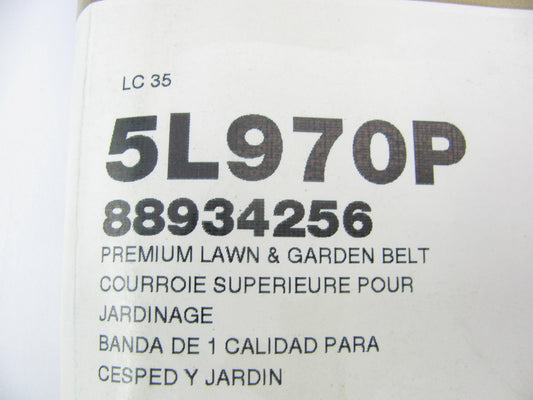 LC 35
5L970P
88934256
PREMIUM LAWN & GARDEN BELT
COURROIE SUPERIEURE POUR
JARDINAGE
BANDA DE 1 CALIDAD PARA
CESPED Y JARDIN